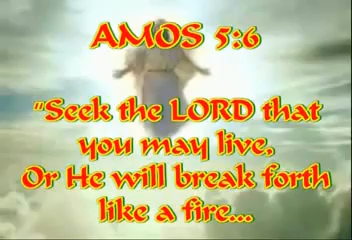 AMOS 5:6
"Seek the LORD that
you may live,
Or He will break forth
like a fire...